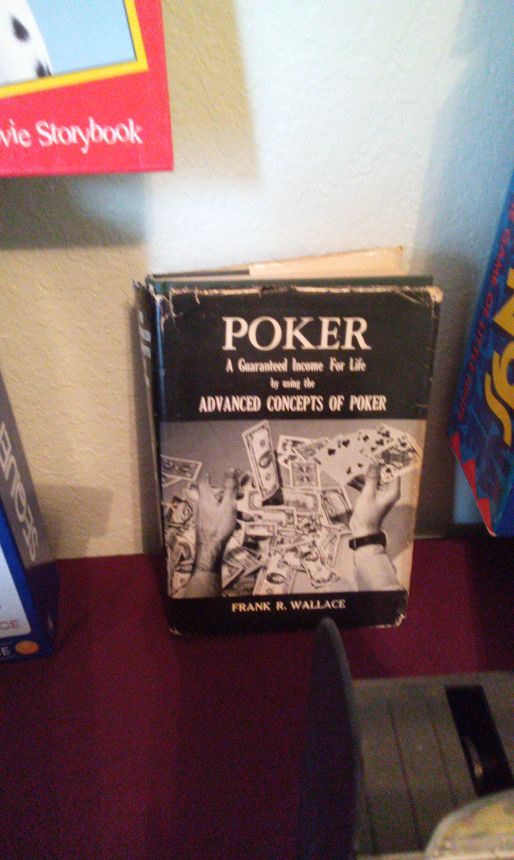 vie Storybook
POKER
A Guaranteed Income For Life
by using the
ADVANCED CONCEPTS OF POKER
FRANK R. WALLACE